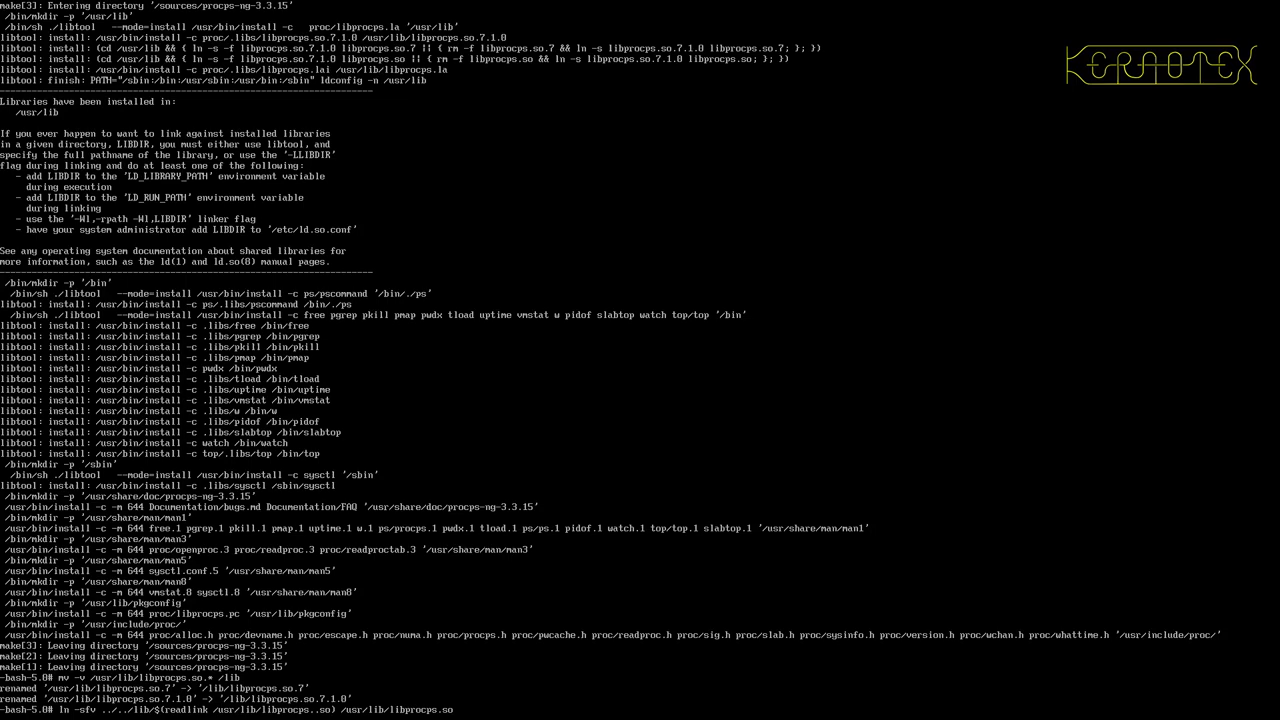 make[3]: Entering directory '/sources/procps-ng-3.3.15'
 /bin/mkdir -p '/usr/lib'
 /bin/sh ./libtool   --mode=install /usr/bin/install -c   proc/libprocps.la '/usr/lib'
libtool: install: /usr/bin/install -c proc/.libs/libprocps.so.7.1.0 /usr/lib/libprocps.so.7.1.0
libtool: install: (cd /usr/lib && { ln -s -f libprocps.so.7.1.0 libprocps.so.7 || { rm -f libprocps.so.7 && ln -s libprocps.so.7.1.0 libprocps.so.7; }; })
libtool: install: (cd /usr/lib && { ln -s -f libprocps.so.7.1.0 libprocps.so || { rm -f libprocps.so && ln -s libprocps.so.7.1.0 libprocps.so; }; })
libtool: install: /usr/bin/install -c proc/.libs/libprocps.lai /usr/lib/libprocps.la
libtool: finish: PATH="/sbin:/bin:/usr/sbin:/usr/bin:/sbin" ldconfig -n /usr/lib
----------------------------------------------------------------------
Libraries have been installed in:
   /usr/lib
If you ever happen to want to link against installed libraries
in a given directory, LIBDIR, you must either use libtool, and
specify the full pathname of the library, or use the '-LLIBDIR'
flag during linking and do at least one of the following:
   - add LIBDIR to the 'LD_LIBRARY_PATH' environment variable
     during execution
   - add LIBDIR to the 'LD_RUN_PATH' environment variable
     during linking
   - use the '-Wl,-rpath -Wl,LIBDIR' linker flag
   - have your system administrator add LIBDIR to '/etc/ld.so.conf'
See any operating system documentation about shared libraries for
more information, such as the ld(1) and ld.so(8) manual pages.
----------------------------------------------------------------------
 /bin/mkdir -p '/bin'
  /bin/sh ./libtool   --mode=install /usr/bin/install -c ps/pscommand '/bin/./ps'
libtool: install: /usr/bin/install -c ps/.libs/pscommand /bin/./ps
  /bin/sh ./libtool   --mode=install /usr/bin/install -c free pgrep pkill pmap pwdx tload uptime vmstat w pidof slabtop watch top/top '/bin'
libtool: install: /usr/bin/install -c .libs/free /bin/free
libtool: install: /usr/bin/install -c .libs/pgrep /bin/pgrep
libtool: install: /usr/bin/install -c .libs/pkill /bin/pkill
libtool: install: /usr/bin/install -c .libs/pmap /bin/pmap
libtool: install: /usr/bin/install -c pwdx /bin/pwdx
libtool: install: /usr/bin/install -c .libs/tload /bin/tload
libtool: install: /usr/bin/install -c .libs/uptime /bin/uptime
libtool: install: /usr/bin/install -c .libs/vmstat /bin/vmstat
libtool: install: /usr/bin/install -c .libs/w /bin/w
libtool: install: /usr/bin/install -c .libs/pidof /bin/pidof
libtool: install: /usr/bin/install -c .libs/slabtop /bin/slabtop
libtool: install: /usr/bin/install -c watch /bin/watch
libtool: install: /usr/bin/install -c top/.libs/top /bin/top
 /bin/mkdir -p '/sbin'
  /bin/sh ./libtool   --mode=install /usr/bin/install -c sysctl '/sbin'
libtool: install: /usr/bin/install -c .libs/sysctl /sbin/sysctl
 /bin/mkdir -p '/usr/share/doc/procps-ng-3.3.15'
 /usr/bin/install -c -m 644 Documentation/bugs.md Documentation/FAQ '/usr/share/doc/procps-ng-3.3.15'
 /bin/mkdir -p '/usr/share/man/man1'
 /usr/bin/install -c -m 644 free.1 pgrep.1 pkill.1 pmap.1 uptime.1 w.1 ps/procps.1 pwdx.1 tload.1 ps/ps.1 pidof.1 watch.1 top/top.1 slabtop.1 '/usr/share/man/man1'
 /bin/mkdir -p '/usr/share/man/man3'
 /usr/bin/install -c -m 644 proc/openproc.3 proc/readproc.3 proc/readproctab.3 '/usr/share/man/man3'
 /bin/mkdir -p '/usr/share/man/man5'
 /usr/bin/install -c -m 644 sysctl.conf.5 '/usr/share/man/man5'
 /bin/mkdir -p '/usr/share/man/man8'
 /usr/bin/install -c -m 644 vmstat.8 sysctl.8 '/usr/share/man/man8'
 /bin/mkdir -p '/usr/lib/pkgconfig'
 /usr/bin/install -c -m 644 proc/libprocps.pc '/usr/lib/pkgconfig'
 /bin/mkdir -p '/usr/include/proc/'
 /usr/bin/install -c -m 644 proc/alloc.h proc/devname.h proc/escape.h proc/numa.h proc/procps.h proc/pwcache.h proc/readproc.h proc/sig.h proc/slab.h proc/sysinfo.h proc/version.h proc/wchan.h proc/whattime.h '/usr/include/proc/'
make[3]: Leaving directory '/sources/procps-ng-3.3.15'
make[2]: Leaving directory '/sources/procps-ng-3.3.15'
make[1]: Leaving directory '/sources/procps-ng-3.3.15'
-bash-5.0# mv -v /usr/lib/libprocps.so.* /lib
renamed '/usr/lib/libprocps.so.7' -> '/lib/libprocps.so.7'
renamed '/usr/lib/libprocps.so.7.1.0' -> '/lib/libprocps.so.7.1.0'
-bash-5.0# ln -sfv ../../lib/$(readlink /usr/lib/libprocps..so) /usr/lib/libprocps.so
KERNOTEX